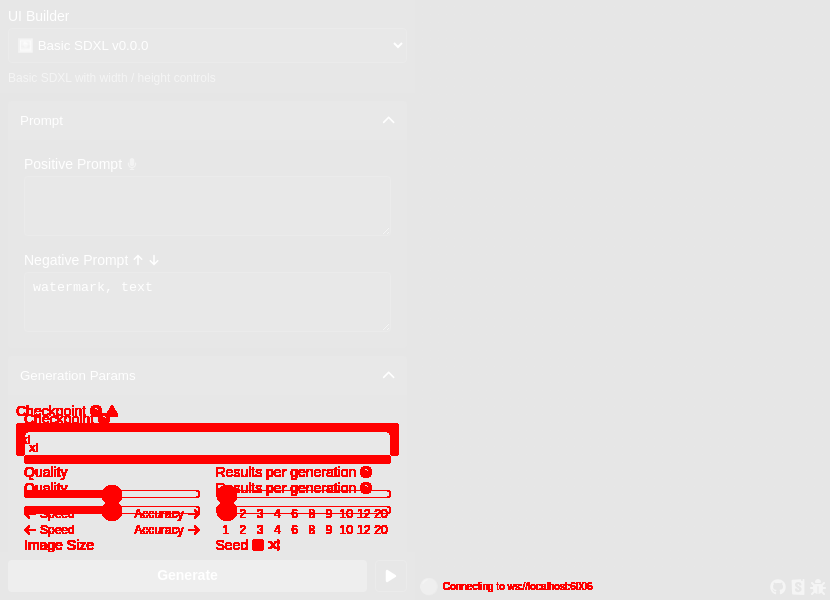 UI Builder
Basic SDXL v0.0.0
Basic SDXL with width / height controls
Prompt
Positive Prompt
Negative Prompt
watermark, text
Generation Params
Checkpoint
Checkpoint
xl
xl
Quality Results per generation
Quality Results per generation
Speed Accuracy 2 3 4 6 8 9 10 12 20
Speed Accuracy 1 2 3 4 6 8 9 10 12 20
Image Size Seed
Generate
Connecting to ws://localhost:6006